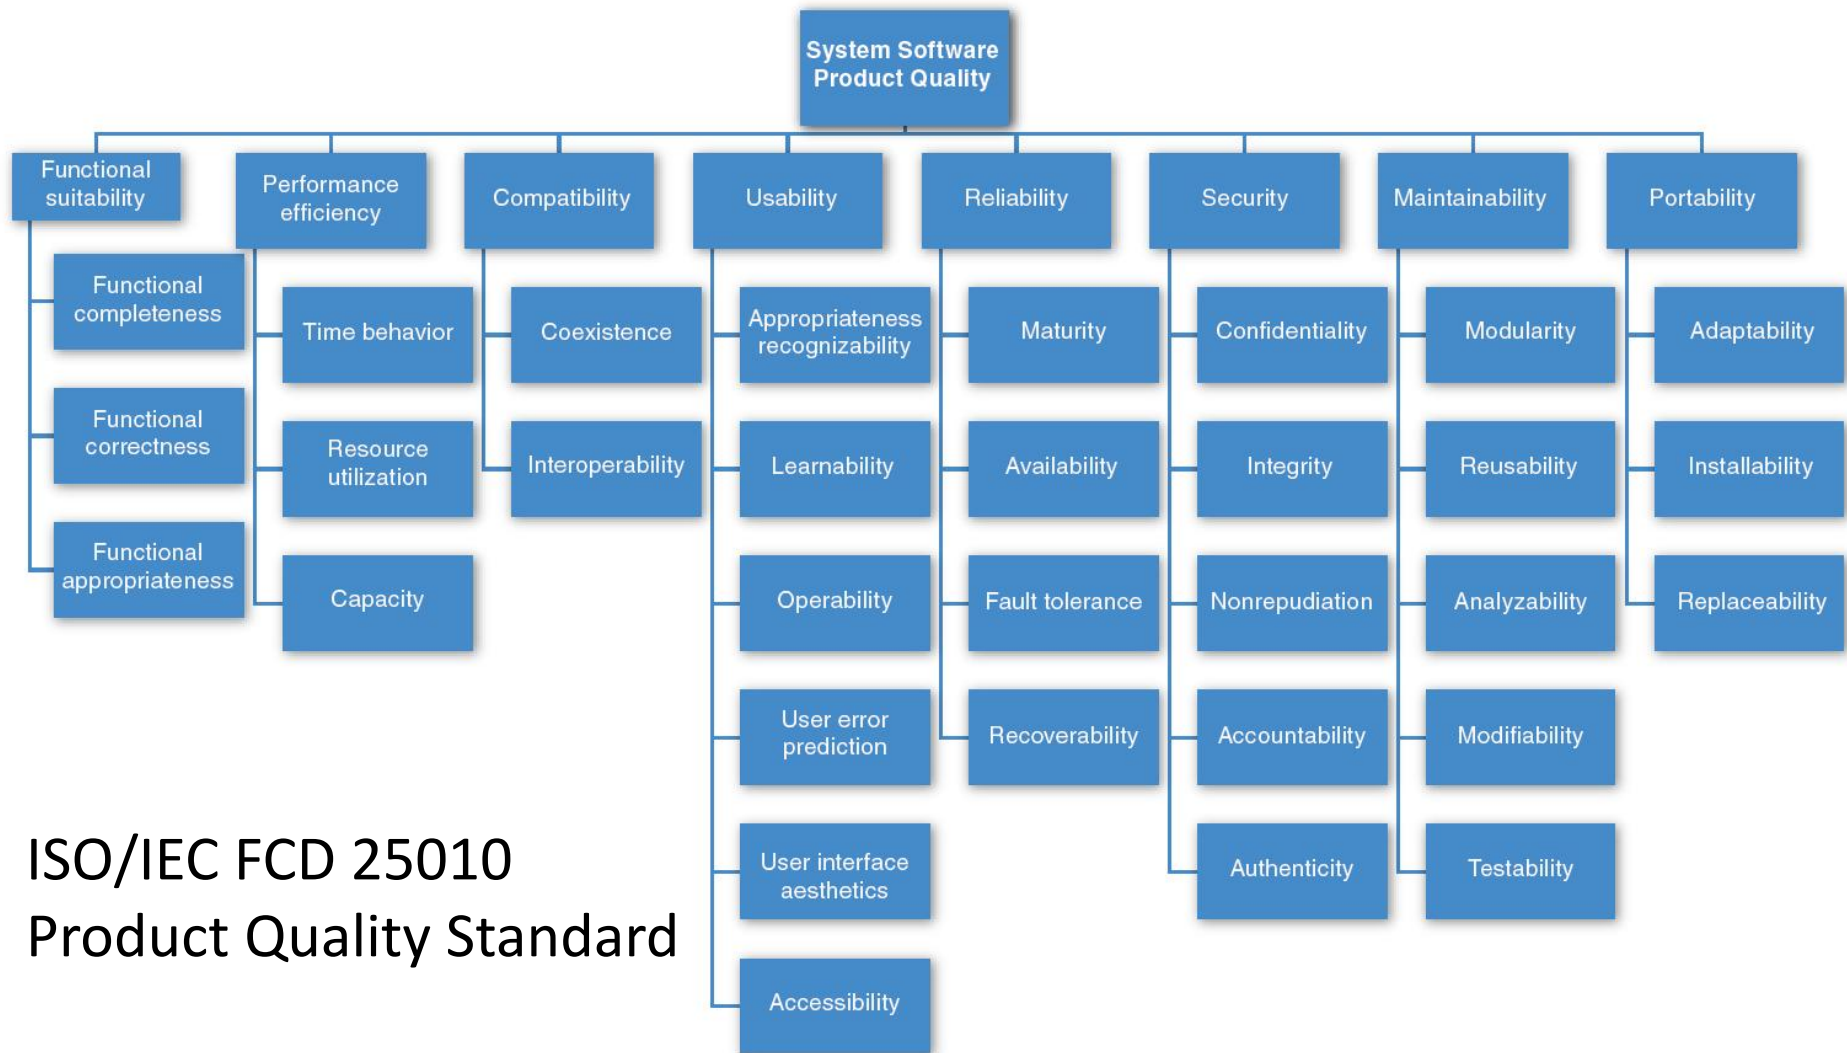 System Software
Product Quality
Functional
suitability
Performance
efficiency
Compatibility
Usability
Reliability
Security
Maintainability
Portability
Functional
completeness
Functional
correctness
Functional
appropriateness
Time behavior
Resource
utilization
Capacity
Coexistence
Interoperability
Appropriateness
recognizability
Learnability
Operability
User error
prediction
User interface
aesthetics
Accessibility
Maturity
Availability
Fault tolerance
Recoverability
Confidentiality
Integrity
Nonrepudiation
Accountability
Authenticity
Modularity
Reusability
Analyzability
Modifiability
Testability
Adaptability
Installability
Replaceability
ISO/IEC FCD 25010
Product Quality Standard